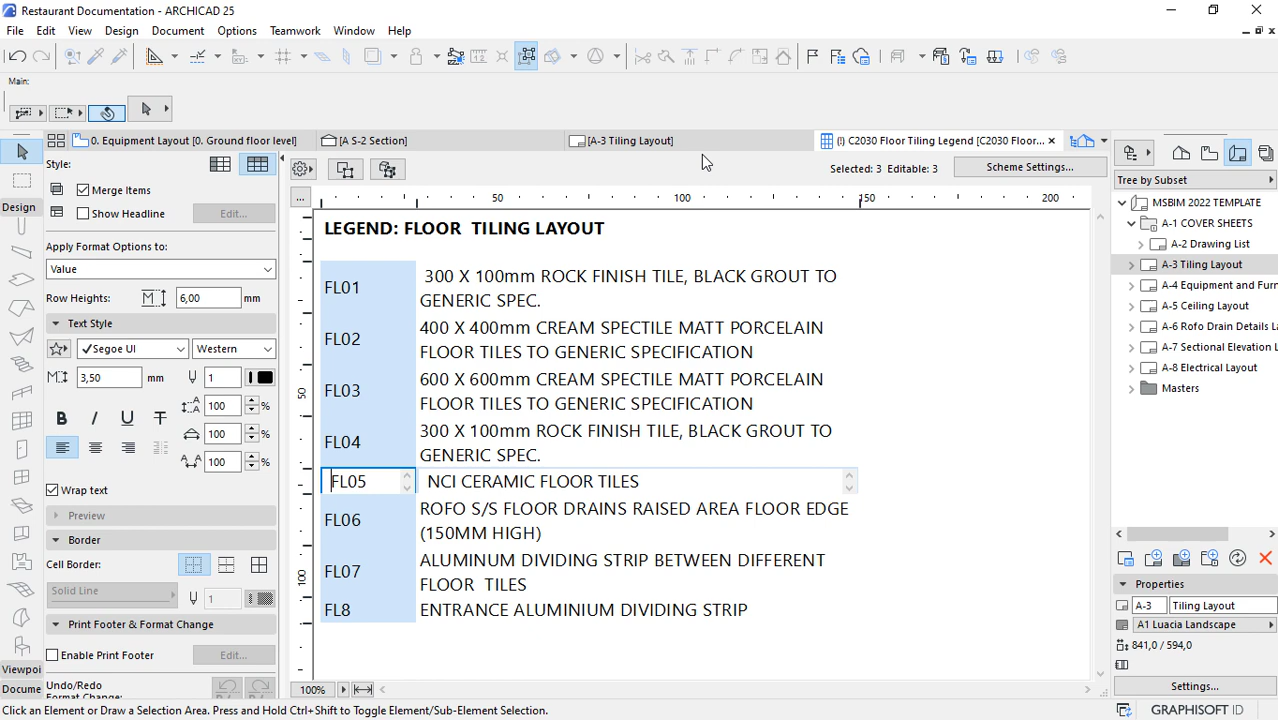 Restaurant Documentation - ARCHICAD 25
File Edit View Design Document Options Teamwork Window Help
Main:
0. Equipment Layout [0. Ground floor level]
[A S-2 Section]
[A-3 Tiling Layout]
(!) C2030 Floor Tiling Legend [C2030 Floor...
Style:
Merge Items
Show Headline
Edit...
Apply Format Options to:
Value
Row Heights:
6,00
mm
Text Style
Segoe UI
Western
3,50
mm
1
B
I
U
T
100 %
100 %
100 %
Wrap text
Preview
Border
Cell Border:
Solid Line
1
Print Footer & Format Change
Enable Print Footer
Edit...
Undo/Redo
Format Change:
Design
Viewpoi
Docume
Selected: 3 Editable: 3
Scheme Settings...
...
50
100
150
200
50
100
LEGEND: FLOOR TILING LAYOUT
FL01
300 X 100mm ROCK FINISH TILE, BLACK GROUT TO
GENERIC SPEC.
FL02
400 X 400mm CREAM SPECTILE MATT PORCELAIN
FLOOR TILES TO GENERIC SPECIFICATION
FL03
600 X 600mm CREAM SPECTILE MATT PORCELAIN
FLOOR TILES TO GENERIC SPECIFICATION
FL04
300 X 100mm ROCK FINISH TILE, BLACK GROUT TO
GENERIC SPEC.
FL05
NCI CERAMIC FLOOR TILES
FL06
ROFO S/S FLOOR DRAINS RAISED AREA FLOOR EDGE
(150MM HIGH)
FL07
ALUMINUM DIVIDING STRIP BETWEEN DIFFERENT
FLOOR TILES
FL8
ENTRANCE ALUMINIUM DIVIDING STRIP
100%
Tree by Subset
MSBIM 2022 TEMPLATE
A-1 COVER SHEETS
A-2 Drawing List
A-3 Tiling Layout
A-4 Equipment and Furn
A-5 Ceiling Layout
A-6 Rofo Drain Details L
A-7 Sectional Elevation L
A-8 Electrical Layout
Masters
Properties
A-3
Tiling Layout
A1 Luacia Landscape
841,0 / 594,0
Settings...
Click an Element or Draw a Selection Area. Press and Hold Ctrl+Shift to Toggle Element/Sub-Element Selection.
GRAPHISOFT ID